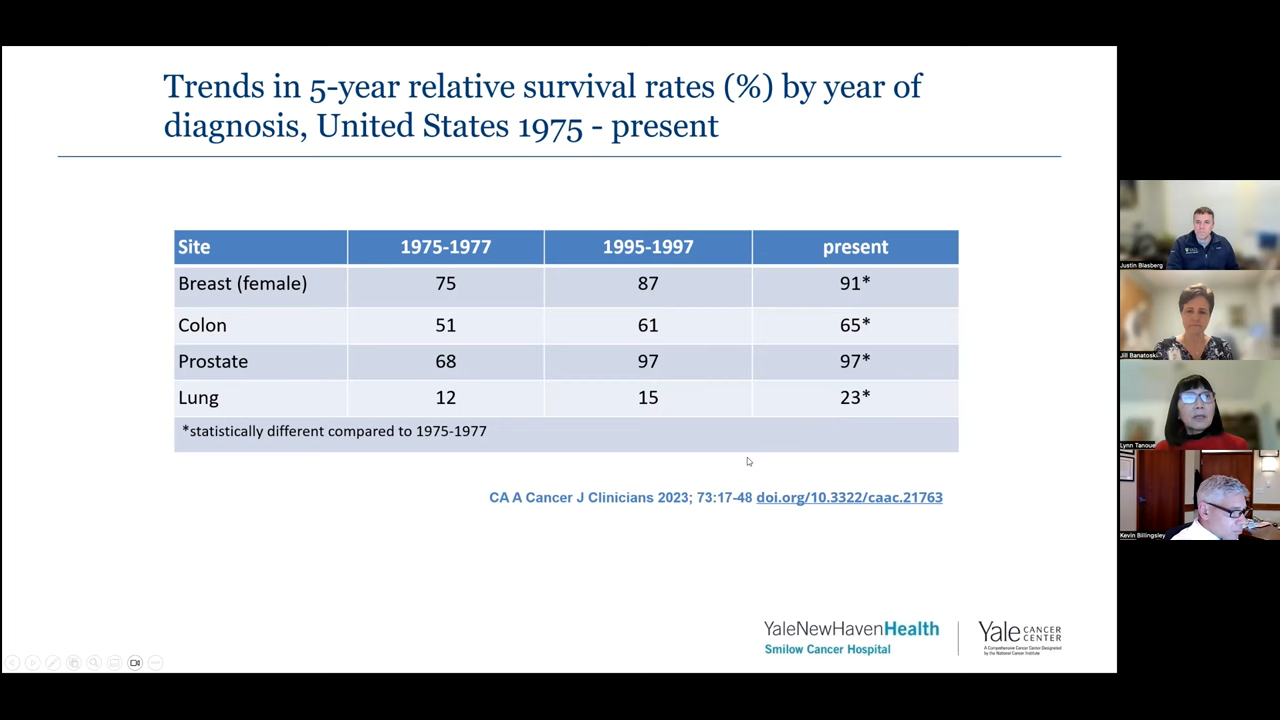 Trends in 5-year relative survival rates (%) by year of
diagnosis, United States 1975 - present
Site 1975-1977 1995-1997 present
Breast (female) 75 87 91*
Colon 51 61 65*
Prostate 68 97 97*
Lung 12 15 23*
*statistically different compared to 1975-1977
CA A Cancer J Clinicians 2023; 73:17-48 doi.org/10.3322/caac.21763
YaleNewHavenHealth
Smilow Cancer Hospital
Yale CANCER CENTER
A Comprehensive Cancer Center Designated
by the National Cancer Institute
Justin Blasberg
Jill Banatoski
Lynn Tanoue
Kevin Billingsley